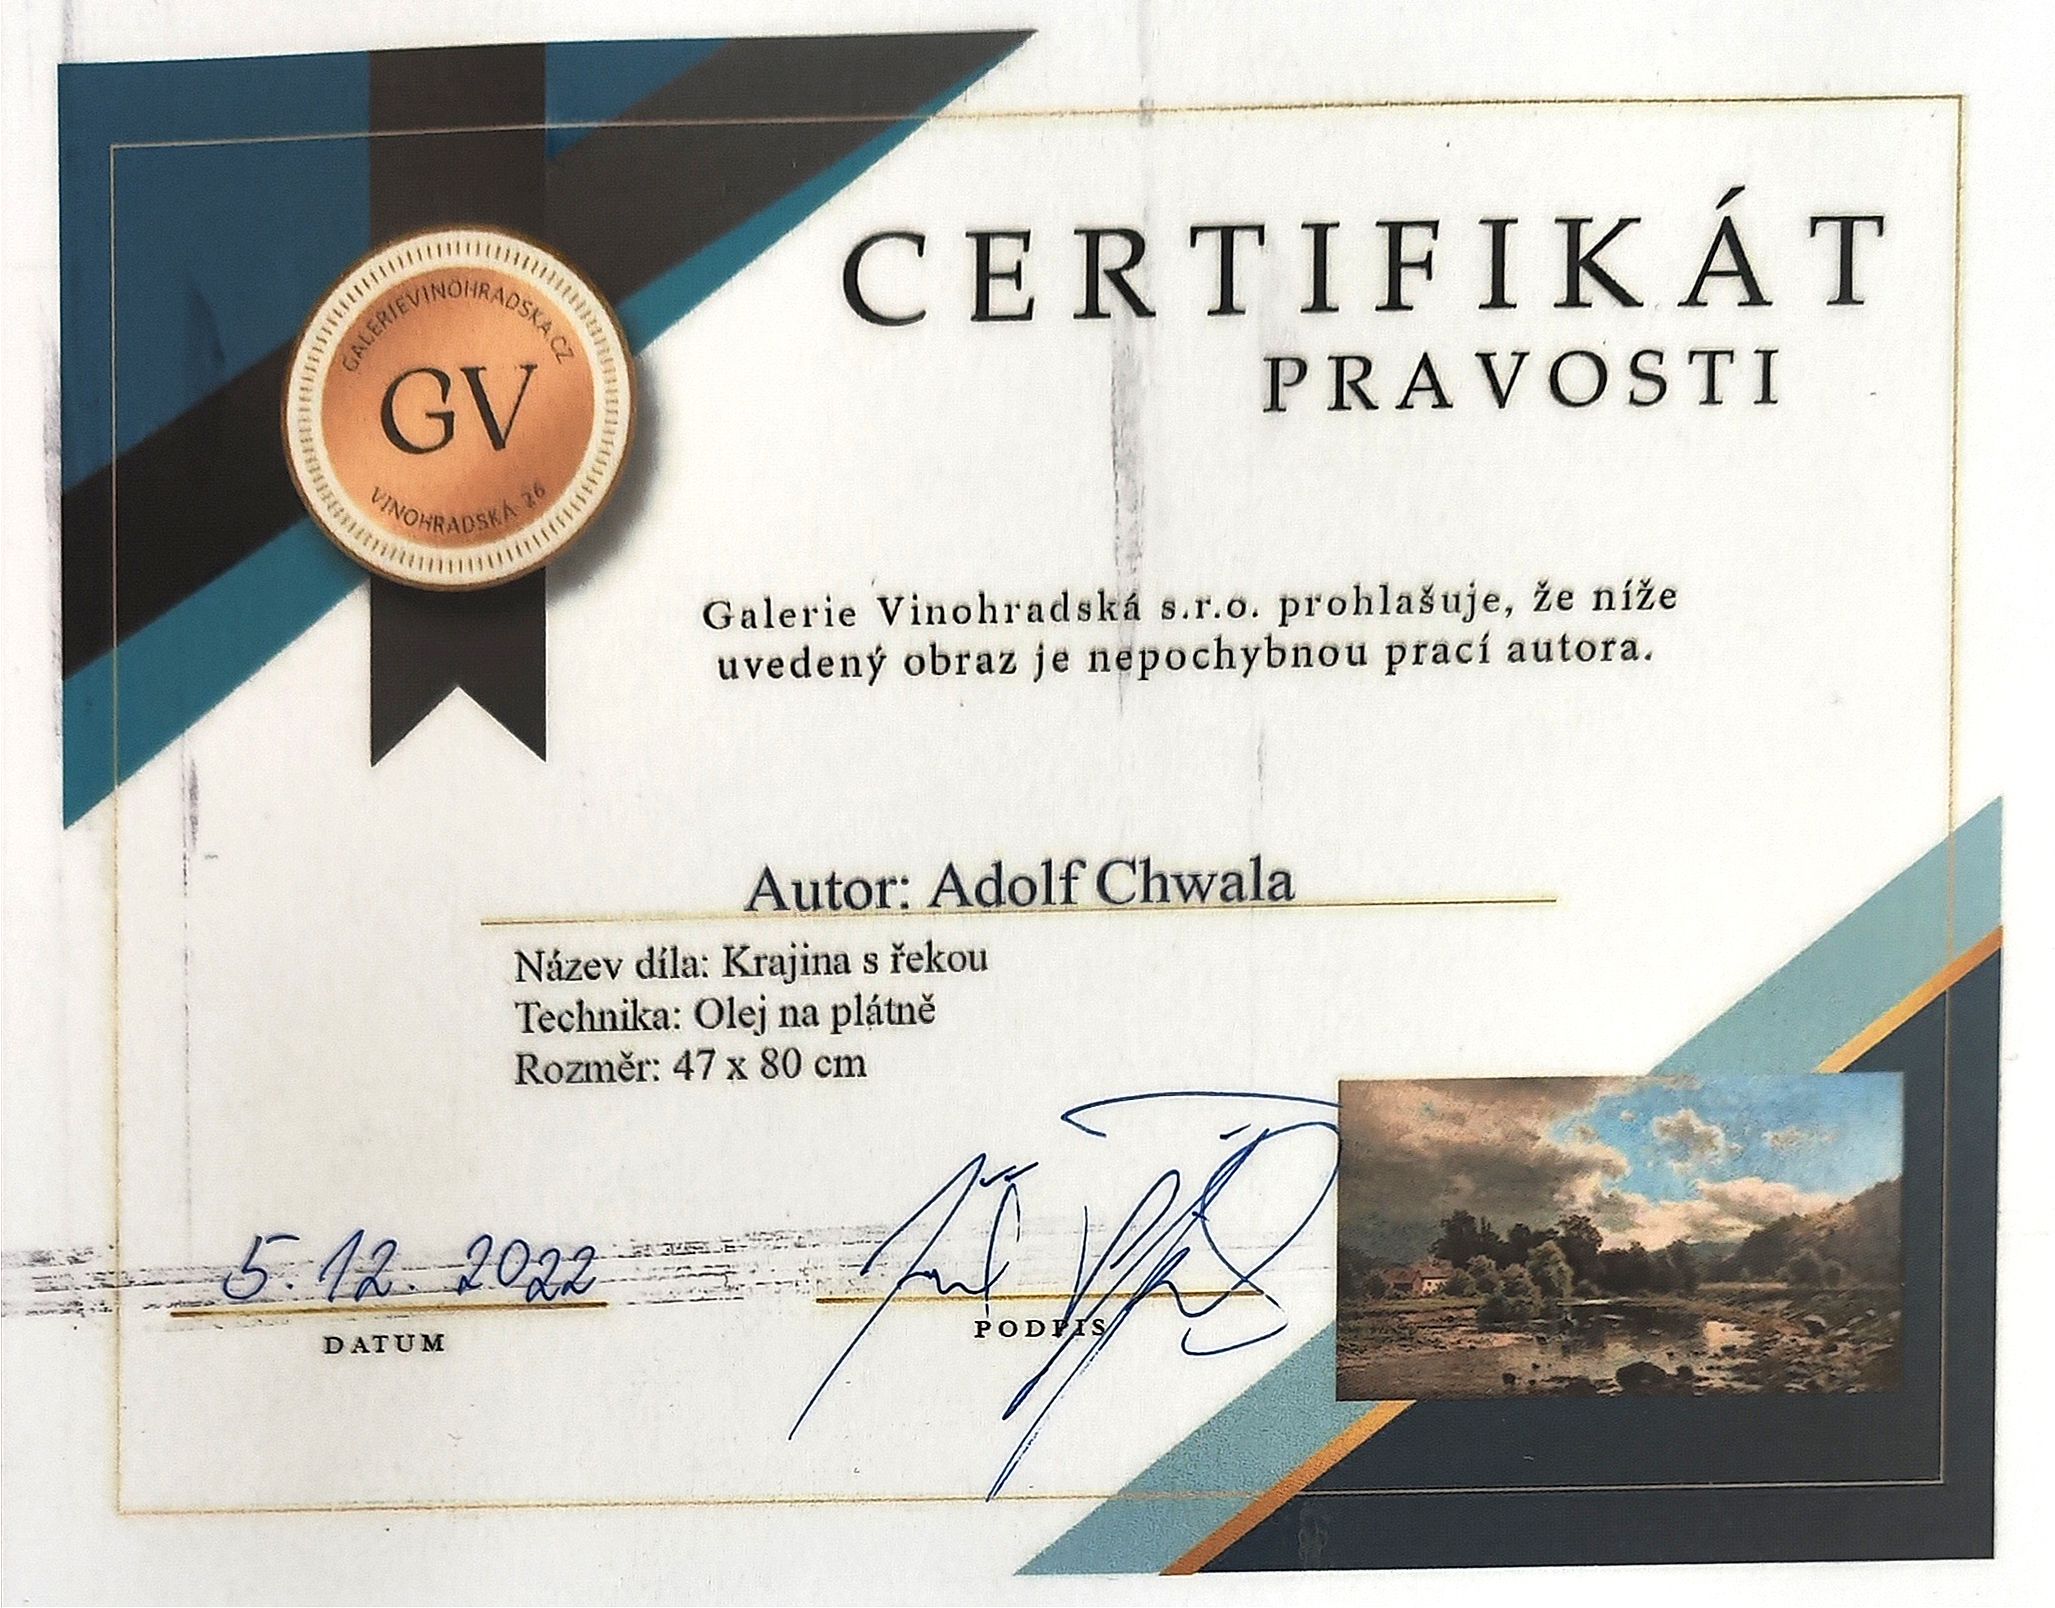 GALERIEVINOHRADSKA.CZ
GV
VINOHRADSKÁ 26
CERTIFIKÁT
PRAVOSTI
Galerie Vinohradská s.r.o. prohlašuje, že níže
uvedený obraz je nepochybnou prací autora.
Autor: Adolf Chwala
Název díla: Krajina s řekou
Technika: Olej na plátně
Rozměr: 47 x 80 cm
5. 12. 2022
DATUM
PODPIS